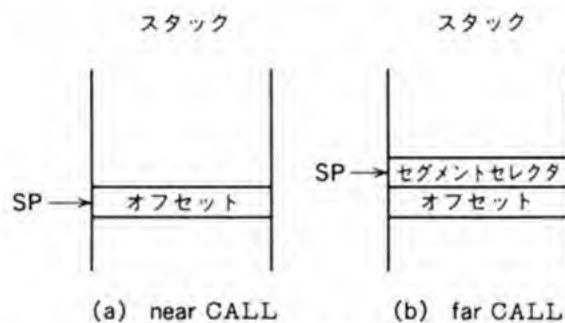 スタック
スタック
SP
オフセット
SP
セグメントセレクタ
オフセット
(a) near CALL
(b) far CALL